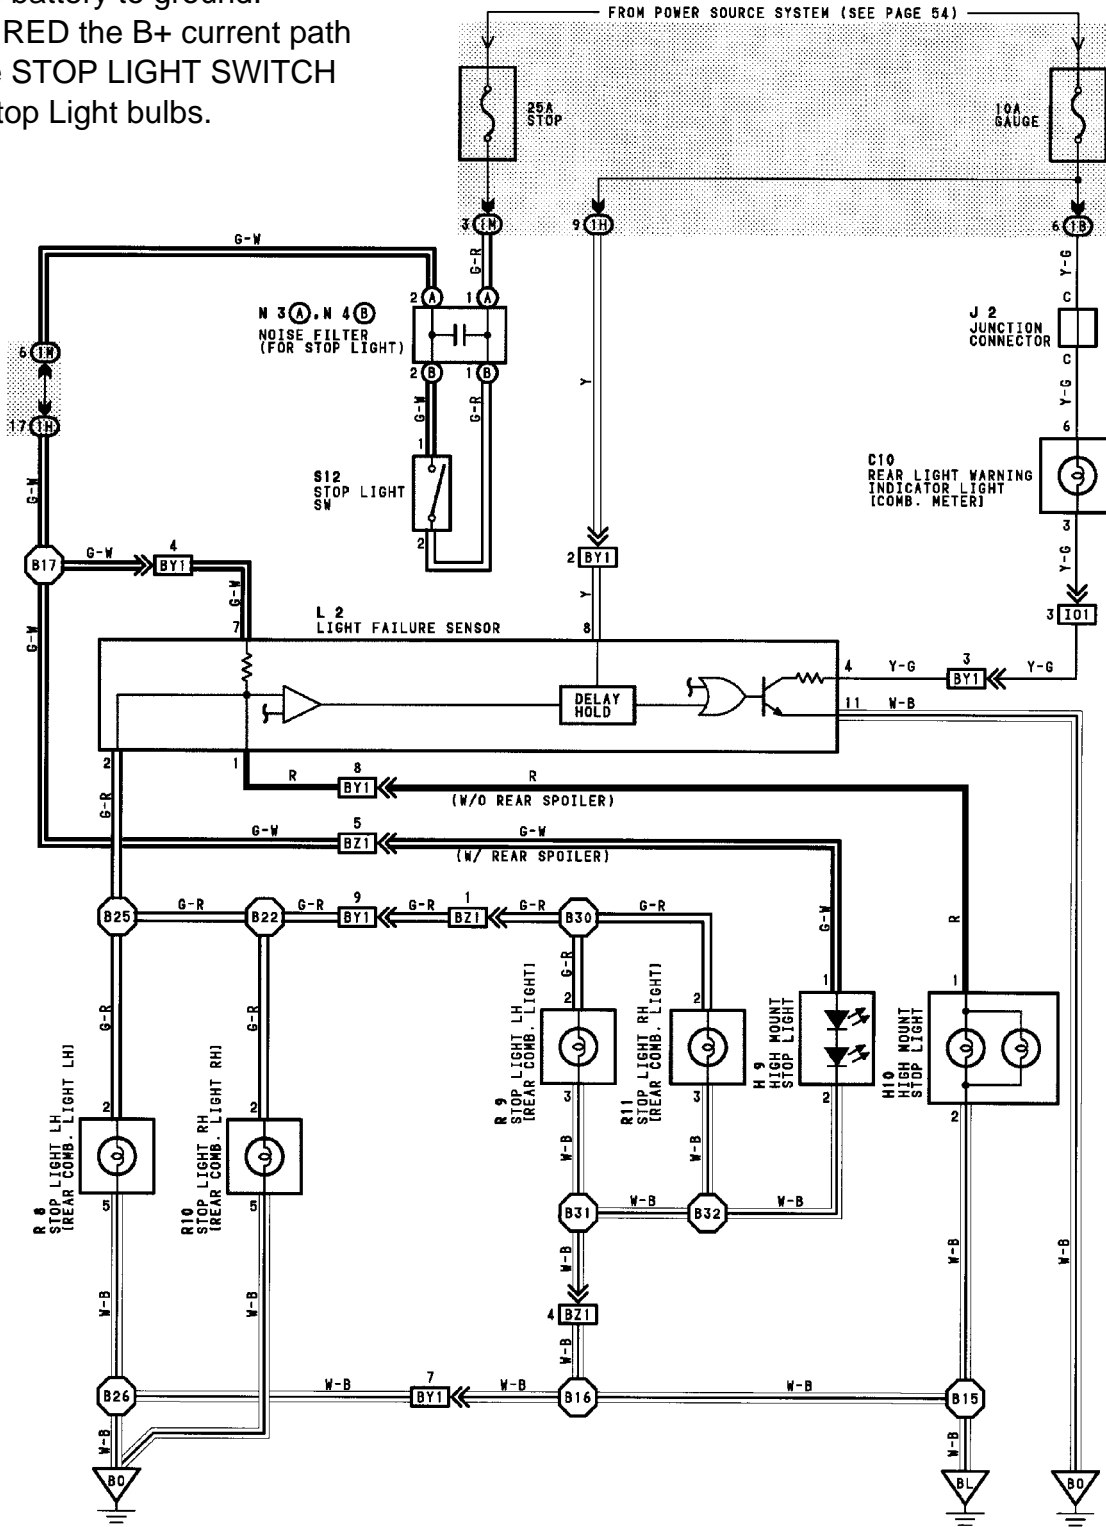 battery to ground.
RED the B+ current path
STOP LIGHT SWITCH
top Light bulbs.
FROM POWER SOURCE SYSTEM (SEE PAGE 54)
25A
STOP
10A
GAUGE
3 1M
9 1H
6 1B
G-W
G-R
Y-G
2 A
1 A
C
N 3 A, N 4 B
NOISE FILTER
(FOR STOP LIGHT)
J 2
JUNCTION
CONNECTOR
6 1M
2 B
1 B
C
Y
G-W
G-R
Y-G
17 1H
1
6
G-W
S12
STOP LIGHT
SW
C10
REAR LIGHT WARNING
INDICATOR LIGHT
[COMB. METER]
2
3
B17
G-W
4
BY1
2 BY1
Y-G
G-W
G-W
Y
3 IO1
L 2
LIGHT FAILURE SENSOR
7
8
4
Y-G
3
BY1
Y-G
DELAY
HOLD
11
W-B
2
1
R
8
BY1
R
(W/O REAR SPOILER)
G-R
G-W
5
BZ1
G-W
(W/ REAR SPOILER)
B25
G-R
B22
G-R
9
BY1
G-R
1
BZ1
G-R
B30
G-R
G-W
R
G-R
G-R
G-R
2
2
1
1
R 9
STOP LIGHT LH
[REAR COMB. LIGHT]
R11
STOP LIGHT RH
[REAR COMB. LIGHT]
H 9
HIGH MOUNT
STOP LIGHT
H10
HIGH MOUNT
STOP LIGHT
3
3
2
2
2
2
R 8
STOP LIGHT LH
[REAR COMB. LIGHT LH]
R10
STOP LIGHT RH
[REAR COMB. LIGHT RH]
5
5
W-B
W-B
B31
W-B
B32
W-B
W-B
W-B
W-B
W-B
W-B
4 BZ1
W-B
B26
W-B
7
BY1
W-B
B16
W-B
B15
W-B
W-B
BO
BL
BO